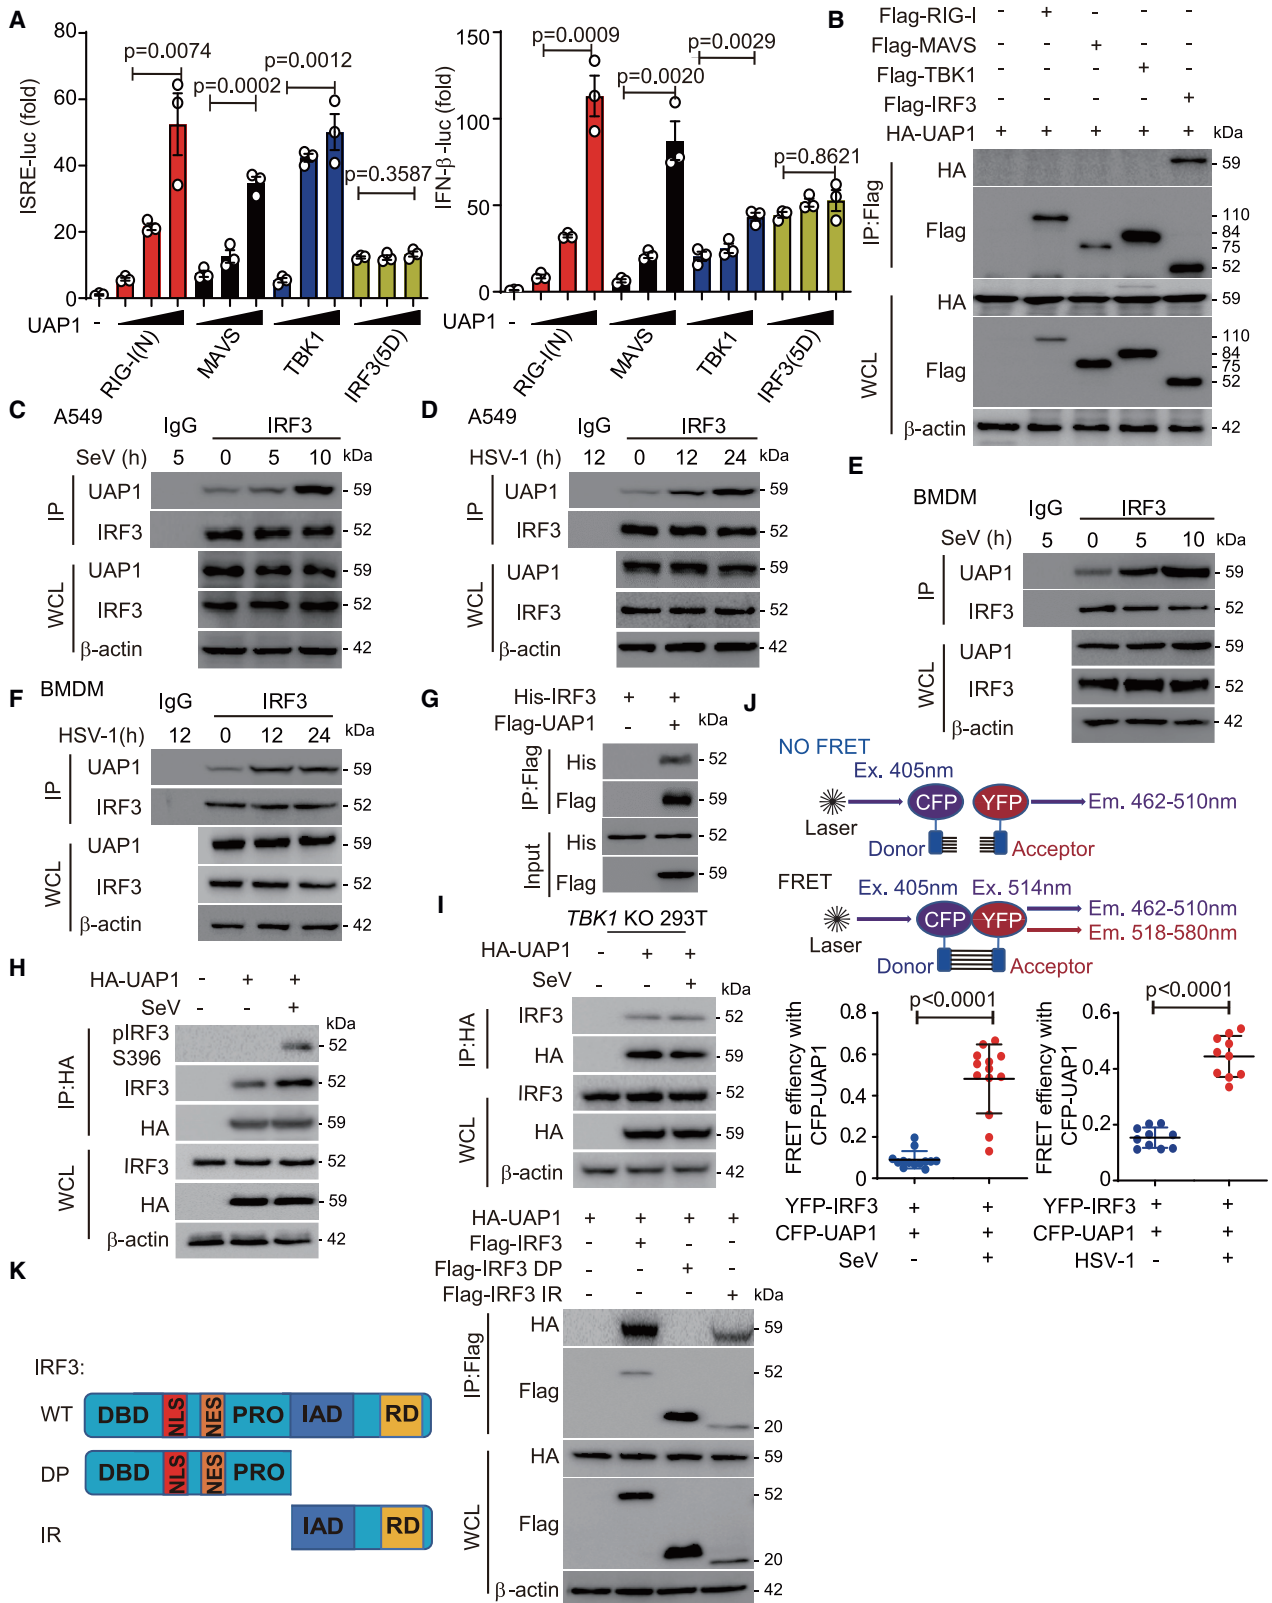 A
ISRE-luc (fold)
80
60
40
20
0
p=0.0074
p=0.0002
p=0.0012
p=0.3587
UAP1
-
RIG-I(N)
MAVS
TBK1
IRF3(5D)
IFN-β-luc (fold)
150
100
50
0
p=0.0009
p=0.0020
p=0.0029
p=0.8621
UAP1
-
RIG-I(N)
MAVS
TBK1
IRF3(5D)
B
Flag-RIG-I - + - - -
Flag-MAVS - - + - -
Flag-TBK1 - - - + -
Flag-IRF3 - - - - +
HA-UAP1 + + + + + kDa
IP:Flag
HA - 59
Flag - 110
- 84
- 75
- 52
WCL
HA - 59
Flag - 110
- 84
- 75
- 52
β-actin - 42
C
A549
IgG IRF3
SeV (h) 5 0 5 10 kDa
IP
UAP1 - 59
IRF3 - 52
WCL
UAP1 - 59
IRF3 - 52
β-actin - 42
D
A549
IgG IRF3
HSV-1 (h) 12 0 12 24 kDa
IP
UAP1 - 59
IRF3 - 52
WCL
UAP1 - 59
IRF3 - 52
β-actin - 42
E
BMDM
IgG IRF3
SeV (h) 5 0 5 10 kDa
IP
UAP1 - 59
IRF3 - 52
WCL
UAP1 - 59
IRF3 - 52
β-actin - 42
F
BMDM
IgG IRF3
HSV-1(h) 12 0 12 24 kDa
IP
UAP1 - 59
IRF3 - 52
WCL
UAP1 - 59
IRF3 - 52
β-actin - 42
G
His-IRF3 + +
Flag-UAP1 - + kDa
IP:Flag
His - 52
Flag - 59
Input
His - 52
Flag - 59
H
HA-UAP1 - + +
SeV - - + kDa
IP:HA
pIRF3 S396 - 52
IRF3 - 52
HA - 59
WCL
IRF3 - 52
HA - 59
β-actin - 42
I
TBK1 KO 293T
HA-UAP1 - + +
SeV - - + kDa
IP:HA
IRF3 - 52
HA - 59
WCL
IRF3 - 52
HA - 59
β-actin - 42
J
NO FRET
Ex. 405nm
Laser
CFP YFP
Em. 462-510nm
Donor Acceptor
FRET
Ex. 405nm Ex. 514nm
Laser
CFP YFP
Em. 462-510nm
Em. 518-580nm
Donor Acceptor
FRET effiency with
CFP-UAP1
0.8
0.6
0.4
0.2
0
p<0.0001
YFP-IRF3 + +
CFP-UAP1 + +
SeV - +
FRET effiency with
CFP-UAP1
0.6
0.4
0.2
0
p<0.0001
YFP-IRF3 + +
CFP-UAP1 + +
HSV-1 - +
K
IRF3:
WT DBD NLS NES PRO IAD RD
DP DBD NLS NES PRO
IR IAD RD
HA-UAP1 + + + +
Flag-IRF3 - + - -
Flag-IRF3 DP - - + -
Flag-IRF3 IR - - - + kDa
IP:Flag
HA - 59
Flag - 52
- 20
WCL
HA - 59
Flag - 52
- 20
β-actin - 42